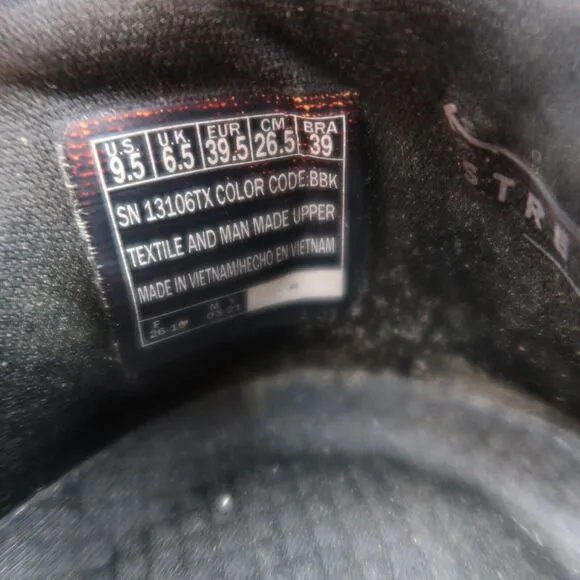 U.S. U.K EUR CM BRA
9.5 6.5 39.5 26.5 39
SN 13106TX COLOR CODE:BBK
TEXTILE AND MAN MADE UPPER
MADE IN VIETNAM/HECHO EN VIETNAM
STRE